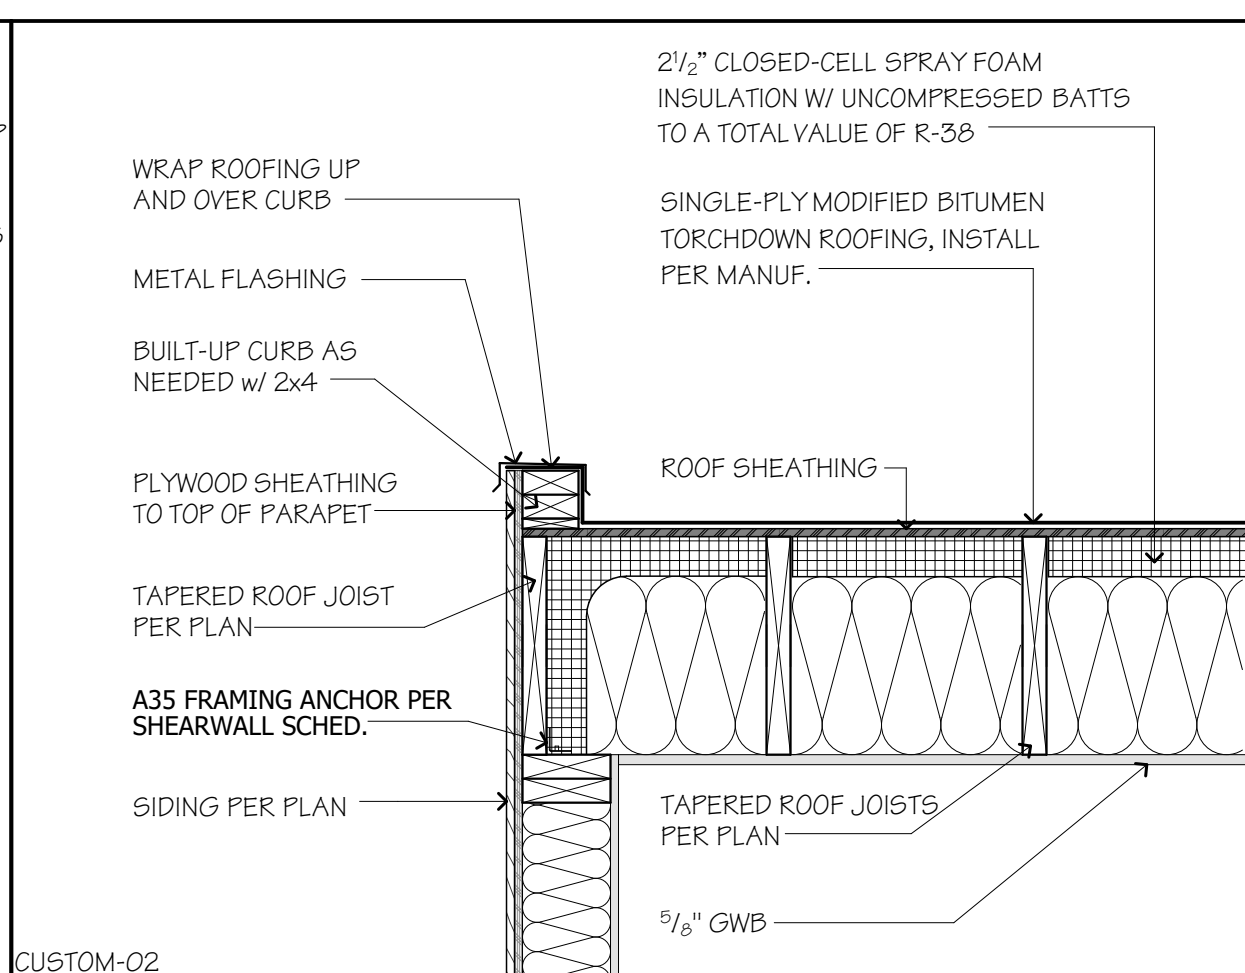 2 1/2" CLOSED-CELL SPRAY FOAM
INSULATION W/ UNCOMPRESSED BATTS
TO A TOTAL VALUE OF R-38
WRAP ROOFING UP
AND OVER CURB
SINGLE-PLY MODIFIED BITUMEN
TORCHDOWN ROOFING, INSTALL
PER MANUF.
METAL FLASHING
BUILT-UP CURB AS
NEEDED w/ 2x4
ROOF SHEATHING
PLYWOOD SHEATHING
TO TOP OF PARAPET
TAPERED ROOF JOIST
PER PLAN
A35 FRAMING ANCHOR PER
SHEARWALL SCHED.
SIDING PER PLAN
TAPERED ROOF JOISTS
PER PLAN
5/8" GWB
CUSTOM-02